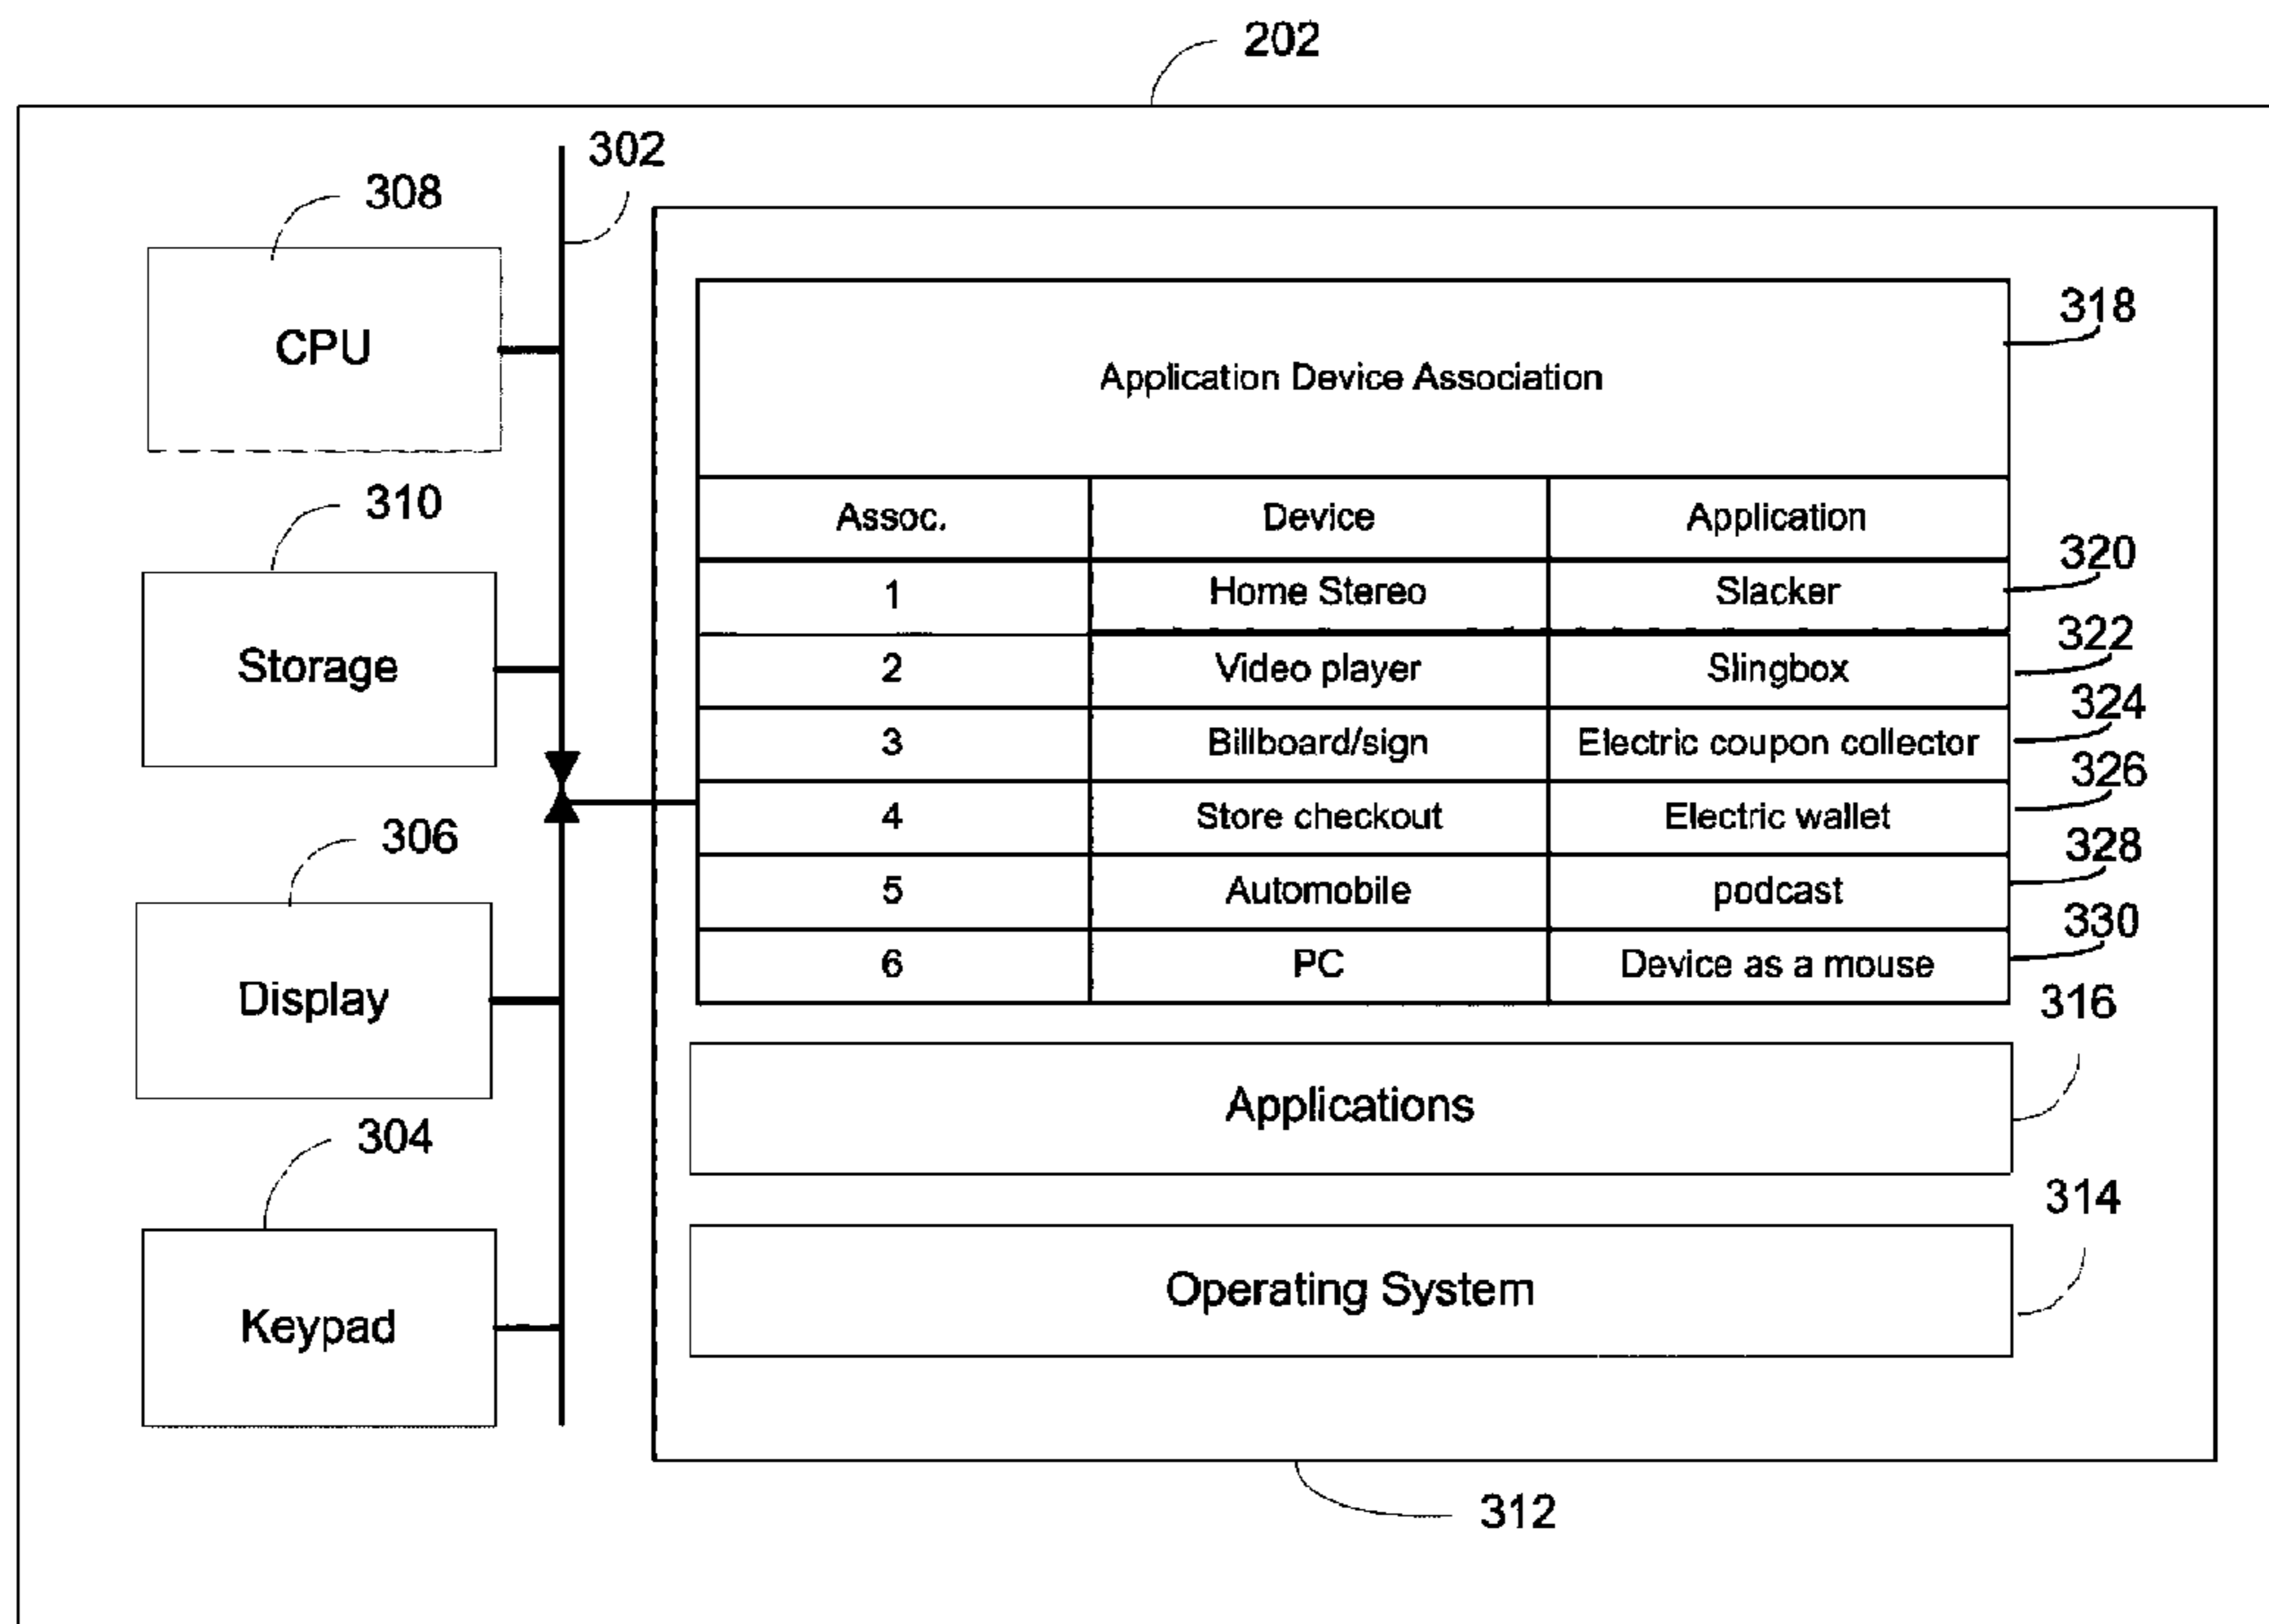 202
302
308
CPU
310
Storage
306
Display
304
Keypad
318
Application Device Association
Assoc. Device Application
320
1 Home Stereo Slacker
322
2 Video player Slingbox
324
3 Billboard/sign Electric coupon collector
326
4 Store checkout Electric wallet
328
5 Automobile podcast
330
6 PC Device as a mouse
316
Applications
314
Operating System
312